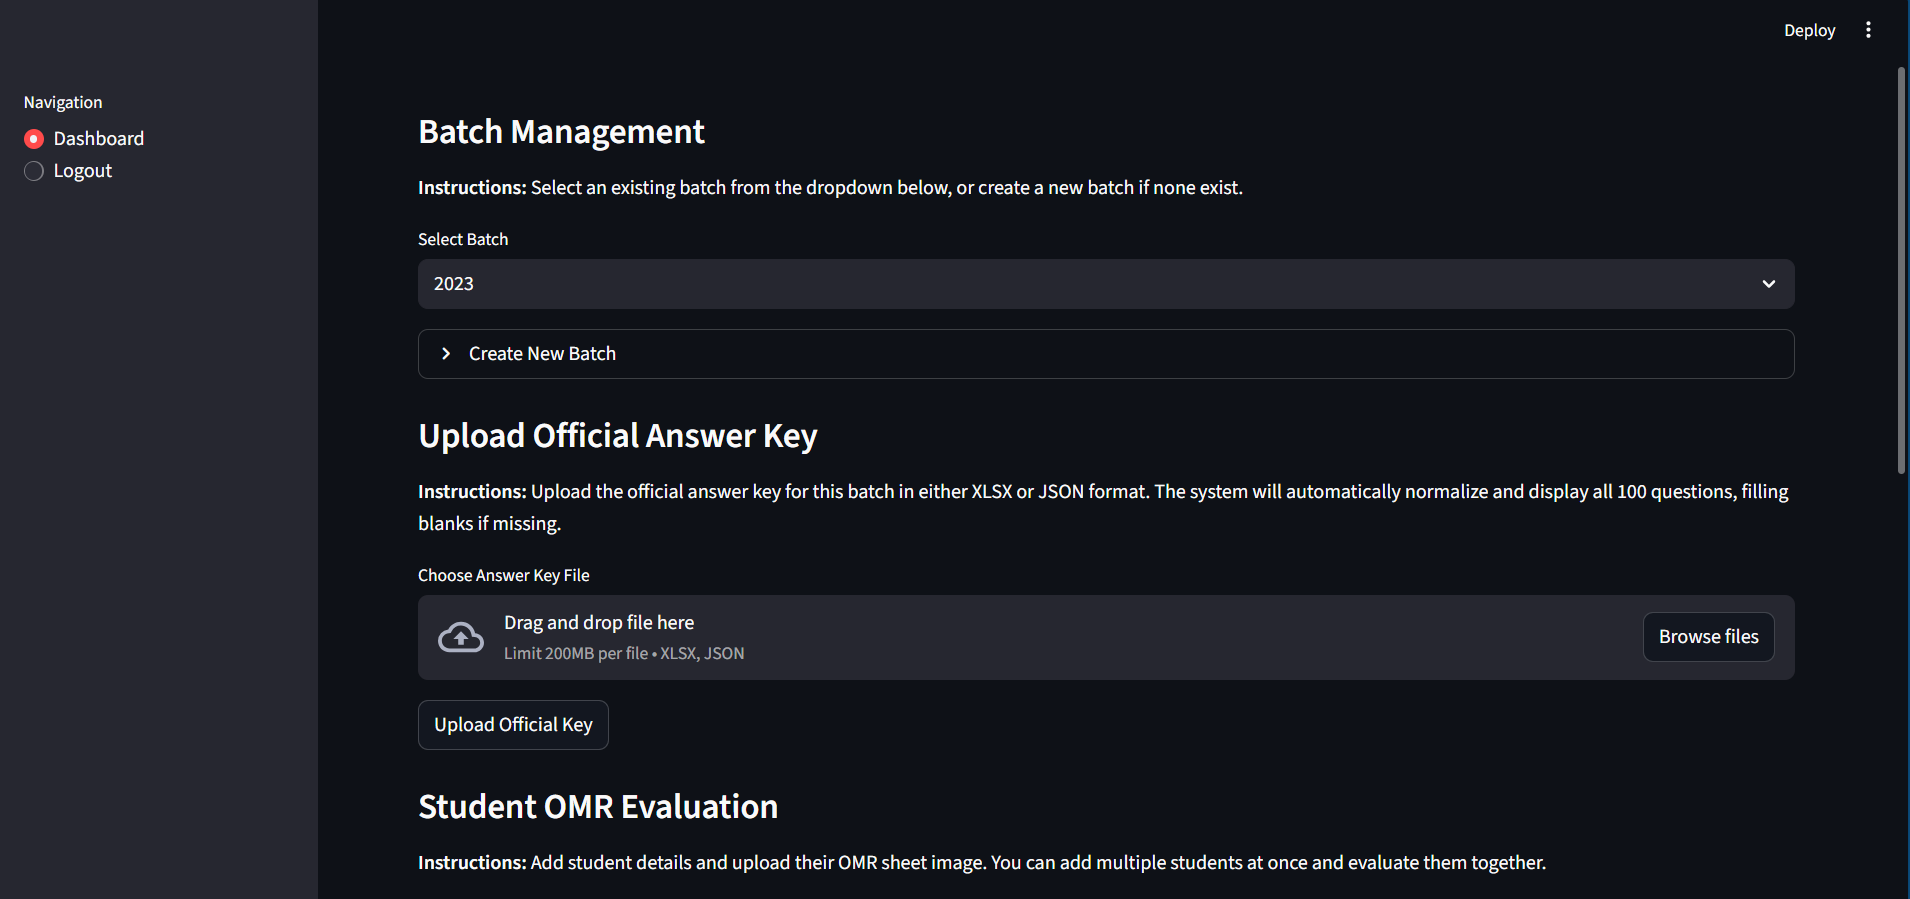 Deploy
Navigation
Dashboard
Logout
Batch Management
Instructions: Select an existing batch from the dropdown below, or create a new batch if none exist.
Select Batch
2023
Create New Batch
Upload Official Answer Key
Instructions: Upload the official answer key for this batch in either XLSX or JSON format. The system will automatically normalize and display all 100 questions, filling
blanks if missing.
Choose Answer Key File
Drag and drop file here
Limit 200MB per file • XLSX, JSON
Browse files
Upload Official Key
Student OMR Evaluation
Instructions: Add student details and upload their OMR sheet image. You can add multiple students at once and evaluate them together.